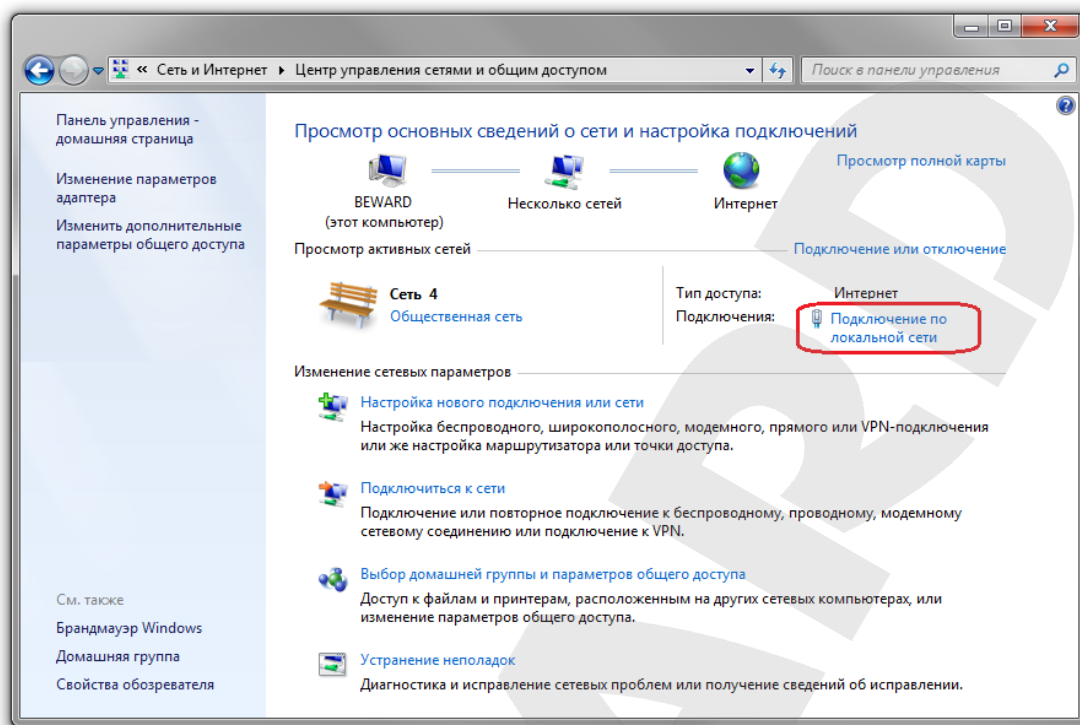 « Сеть и Интернет ▸ Центр управления сетями и общим доступом
Поиск в панели управления
Панель управления -
домашняя страница
Изменение параметров
адаптера
Изменить дополнительные
параметры общего доступа
См. также
Брандмауэр Windows
Домашняя группа
Свойства обозревателя
Просмотр основных сведений о сети и настройка подключений
Просмотр полной карты
BEWARD
(этот компьютер)
Несколько сетей
Интернет
Просмотр активных сетей
Подключение или отключение
Сеть 4
Общественная сеть
Тип доступа: Интернет
Подключения: Подключение по
локальной сети
Изменение сетевых параметров
Настройка нового подключения или сети
Настройка беспроводного, широкополосного, модемного, прямого или VPN-подключения
или же настройка маршрутизатора или точки доступа.
Подключиться к сети
Подключение или повторное подключение к беспроводному, проводному, модемному
сетевому соединению или подключение к VPN.
Выбор домашней группы и параметров общего доступа
Доступ к файлам и принтерам, расположенным на других сетевых компьютерах, или
изменение параметров общего доступа.
Устранение неполадок
Диагностика и исправление сетевых проблем или получение сведений об исправлении.
ARD